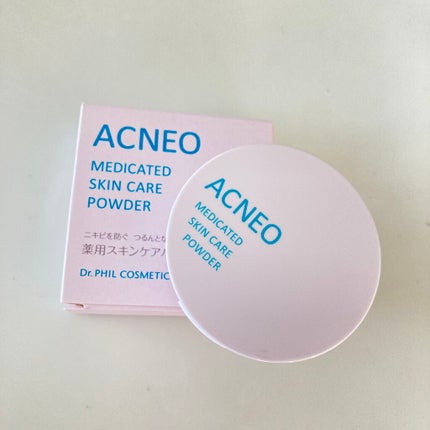 ACNEO
MEDICATED
SKIN CARE
POWDER
ニキビを防ぐ つるんとな
薬用スキンケアパ
Dr. PHIL COSMETIC
ACNEO
MEDICATED
SKIN CARE
POWDER